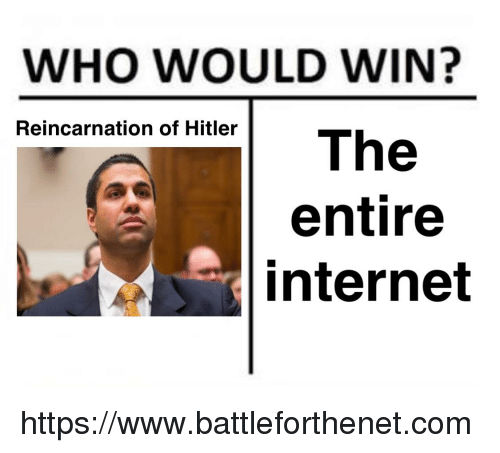 WHO WOULD WIN?
Reincarnation of Hitler
The
entire
internet
https://www.battleforthenet.com